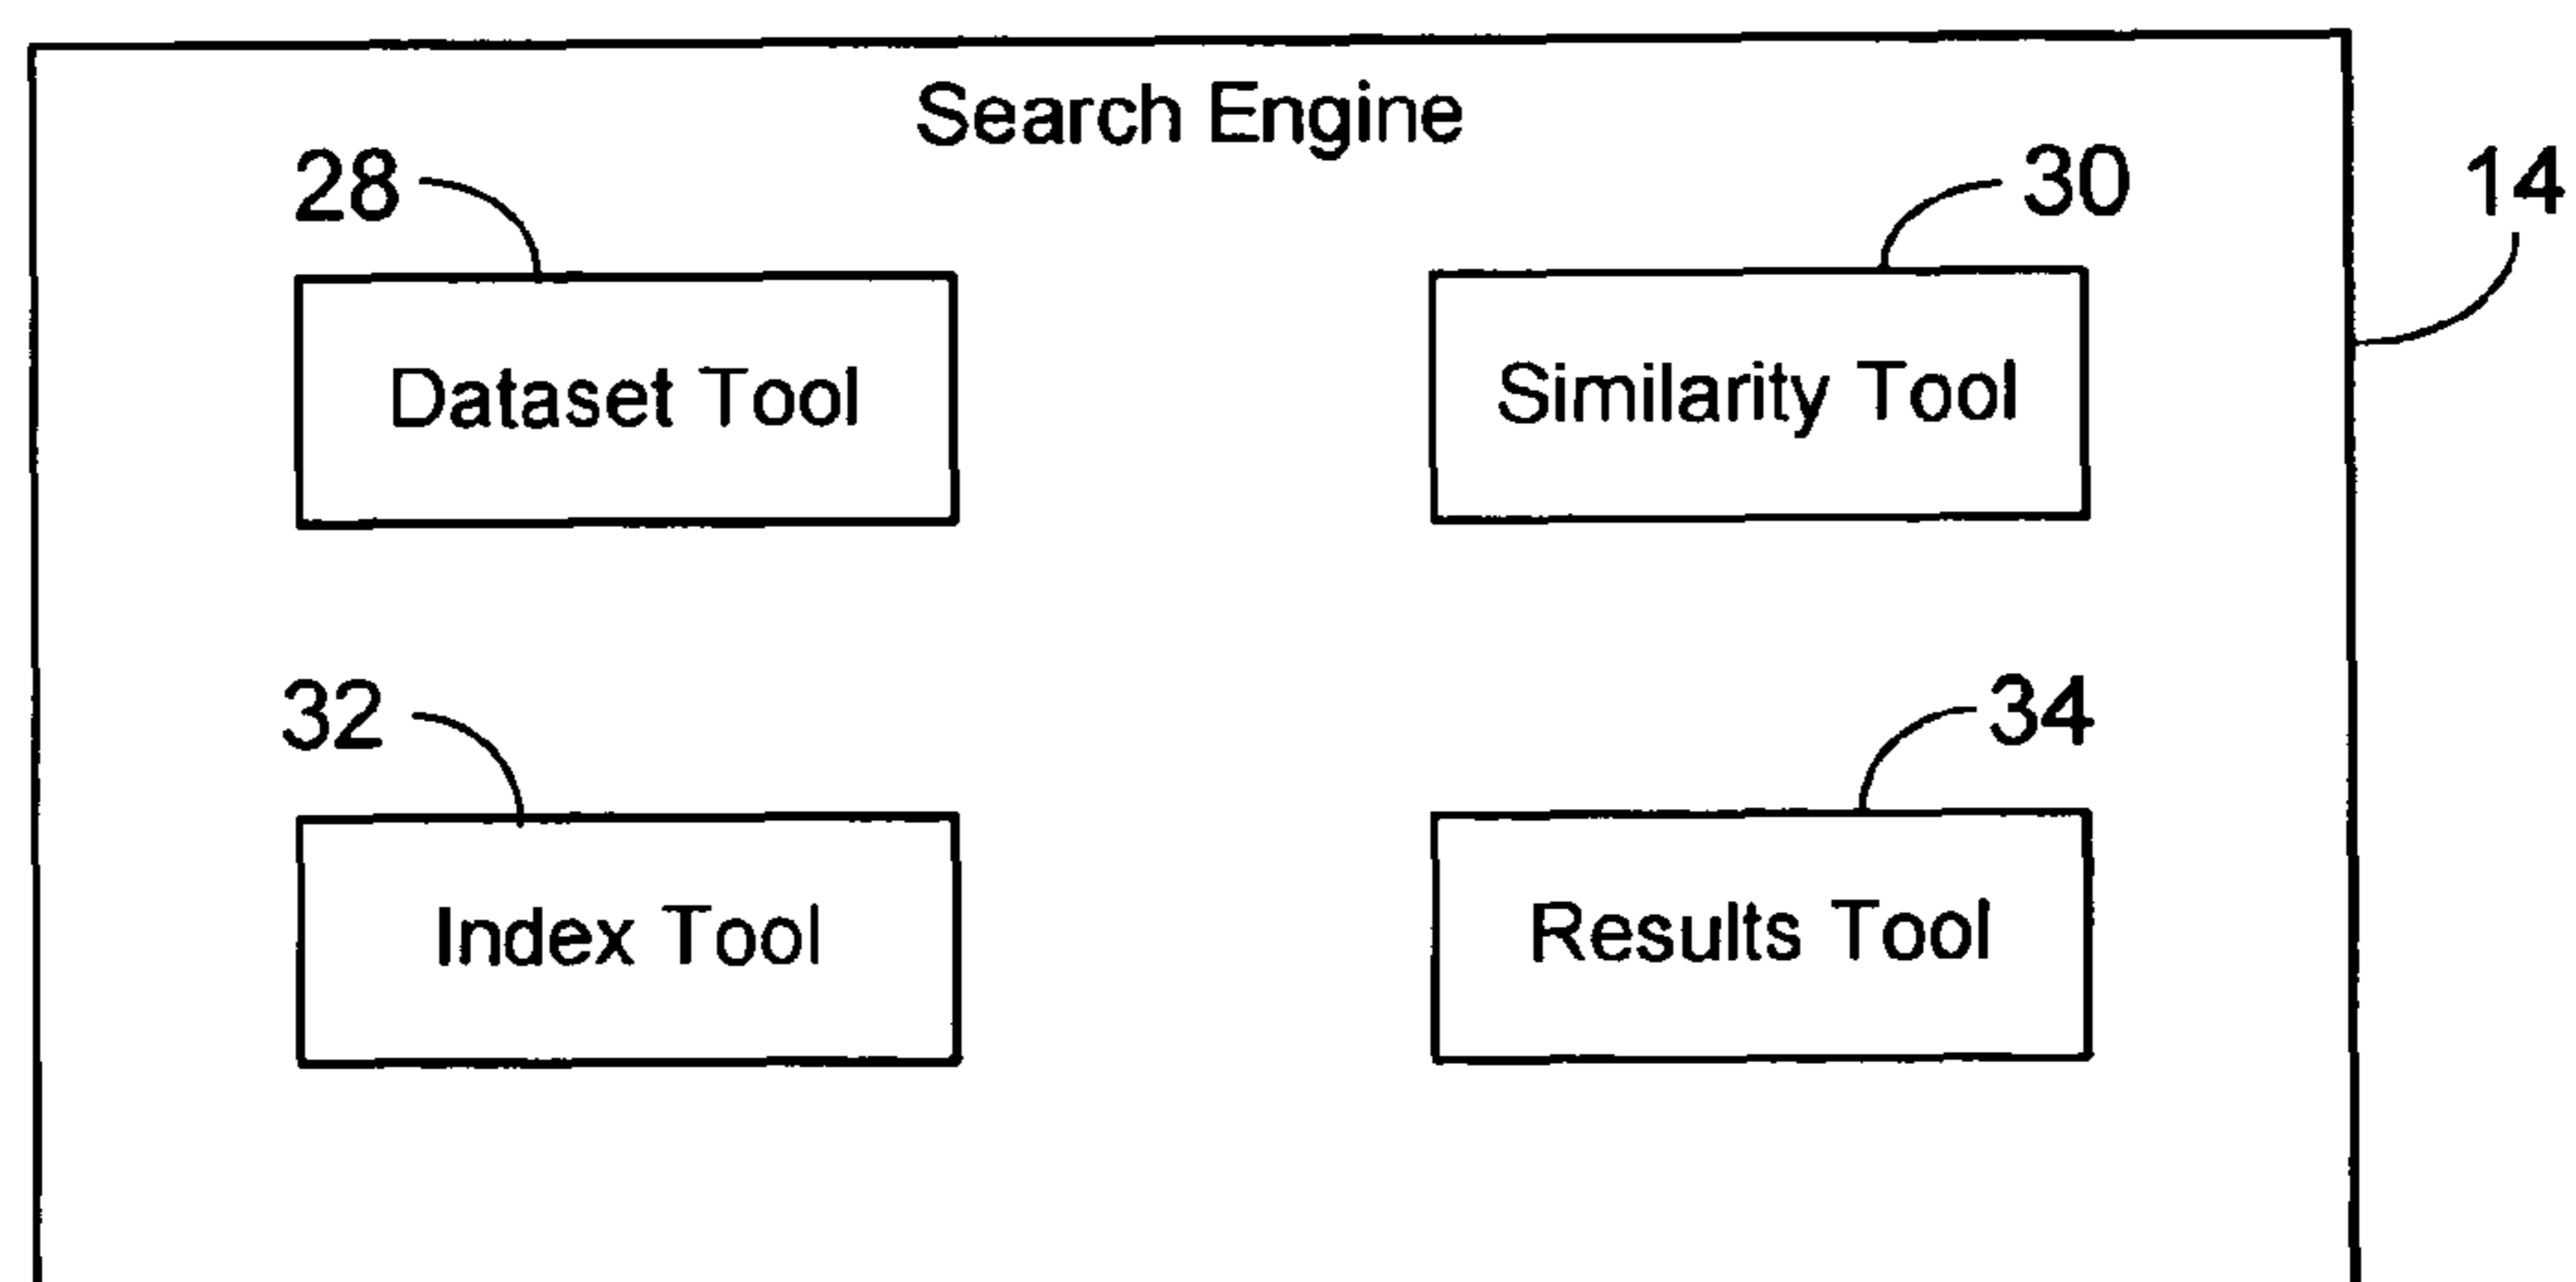 Search Engine
28
30
14
Dataset Tool
Similarity Tool
32
34
Index Tool
Results Tool